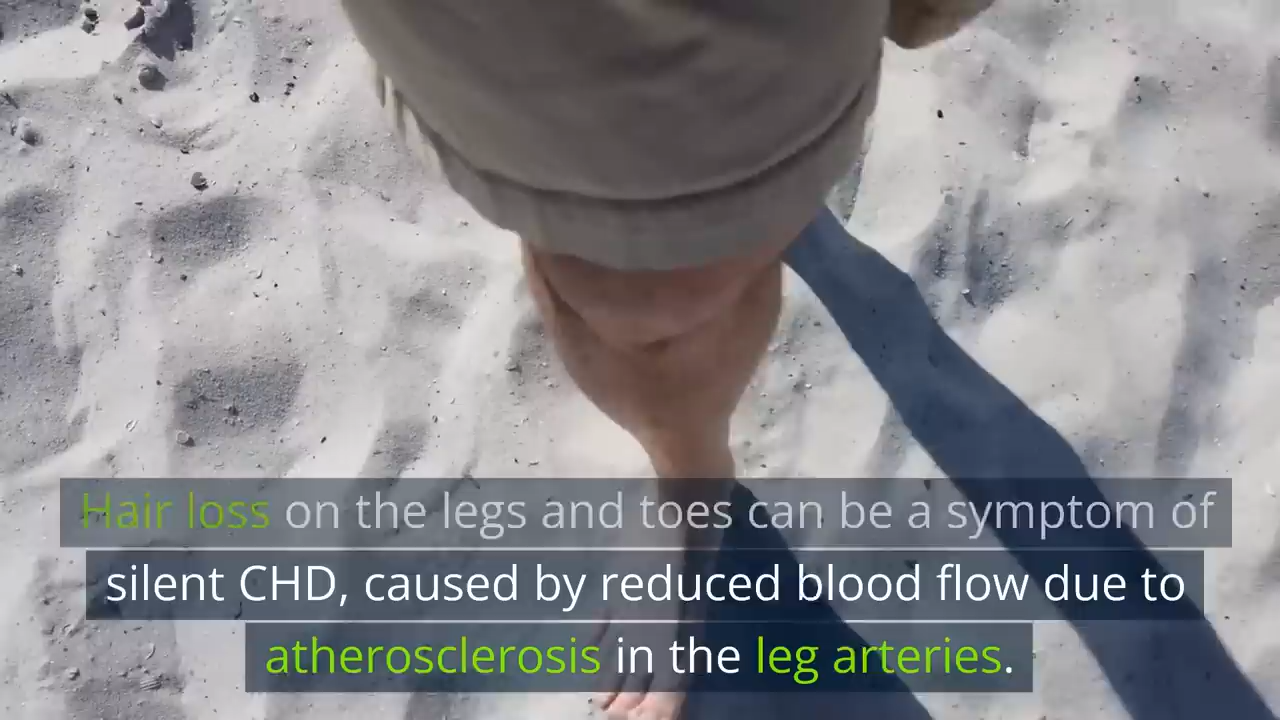 Hair loss on the legs and toes can be a symptom of
silent CHD, caused by reduced blood flow due to
atherosclerosis in the leg arteries.